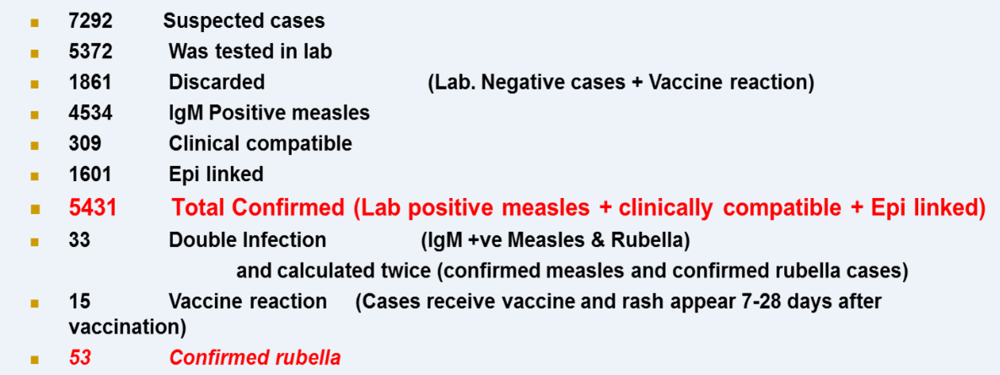 7292 Suspected cases
5372 Was tested in lab
1861 Discarded (Lab. Negative cases + Vaccine reaction)
4534 IgM Positive measles
309 Clinical compatible
1601 Epi linked
5431 Total Confirmed (Lab positive measles + clinically compatible + Epi linked)
33 Double Infection (IgM +ve Measles & Rubella)
and calculated twice (confirmed measles and confirmed rubella cases)
15 Vaccine reaction (Cases receive vaccine and rash appear 7-28 days after
vaccination)
53 Confirmed rubella